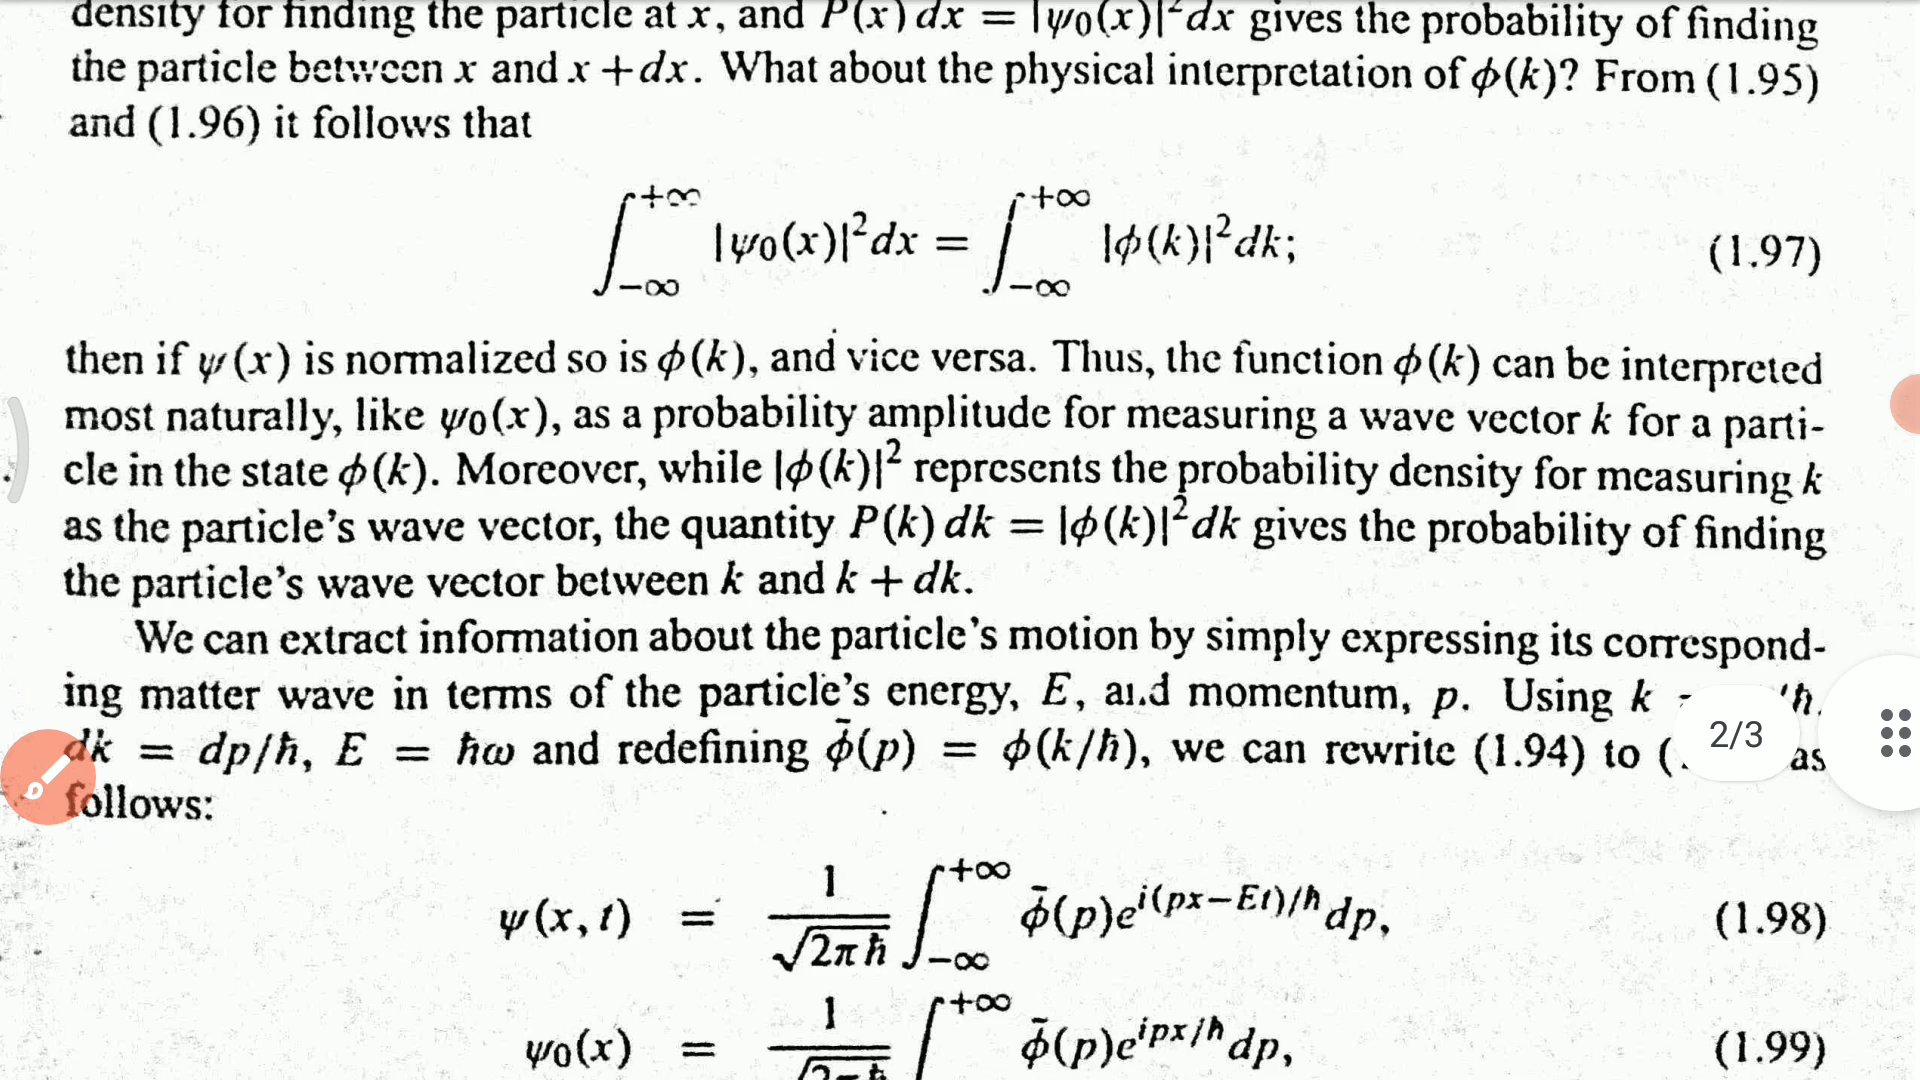 density for finding the particle at x, and P(x) dx = |ψ0(x)|²dx gives the probability of finding
the particle between x and x + dx. What about the physical interpretation of ϕ(k)? From (1.95)
and (1.96) it follows that
∫_{−∞}^{+∞} |ψ0(x)|²dx = ∫_{−∞}^{+∞} |ϕ(k)|²dk; (1.97)
then if ψ(x) is normalized so is ϕ(k), and vice versa. Thus, the function ϕ(k) can be interpreted
most naturally, like ψ0(x), as a probability amplitude for measuring a wave vector k for a parti-
cle in the state ϕ(k). Moreover, while |ϕ(k)|² represents the probability density for measuring k
as the particle's wave vector, the quantity P(k) dk = |ϕ(k)|²dk gives the probability of finding
the particle's wave vector between k and k + dk.
We can extract information about the particle's motion by simply expressing its correspond-
ing matter wave in terms of the particle's energy, E, and momentum, p. Using k /ħ,
dk = dp/ħ, E = ħω and redefining ϕ̄(p) = ϕ(k/ħ), we can rewrite (1.94) to ( as
2/3
follows:
ψ(x, t) = 1/√2πħ ∫_{−∞}^{+∞} ϕ̄(p)e^{i(px−Et)/ħ}dp, (1.98)
ψ0(x) = 1 ∫^{+∞} ϕ̄(p)e^{ipx/ħ}dp, (1.99)